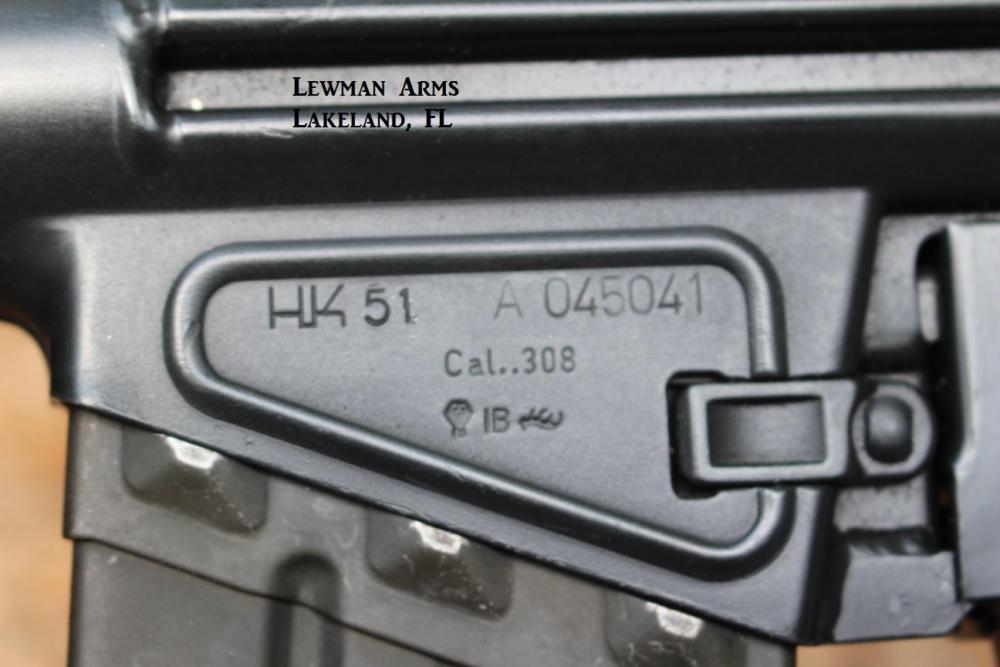 Lewman Arms
Lakeland, FL
HK 51 A 045041
Cal..308
IB